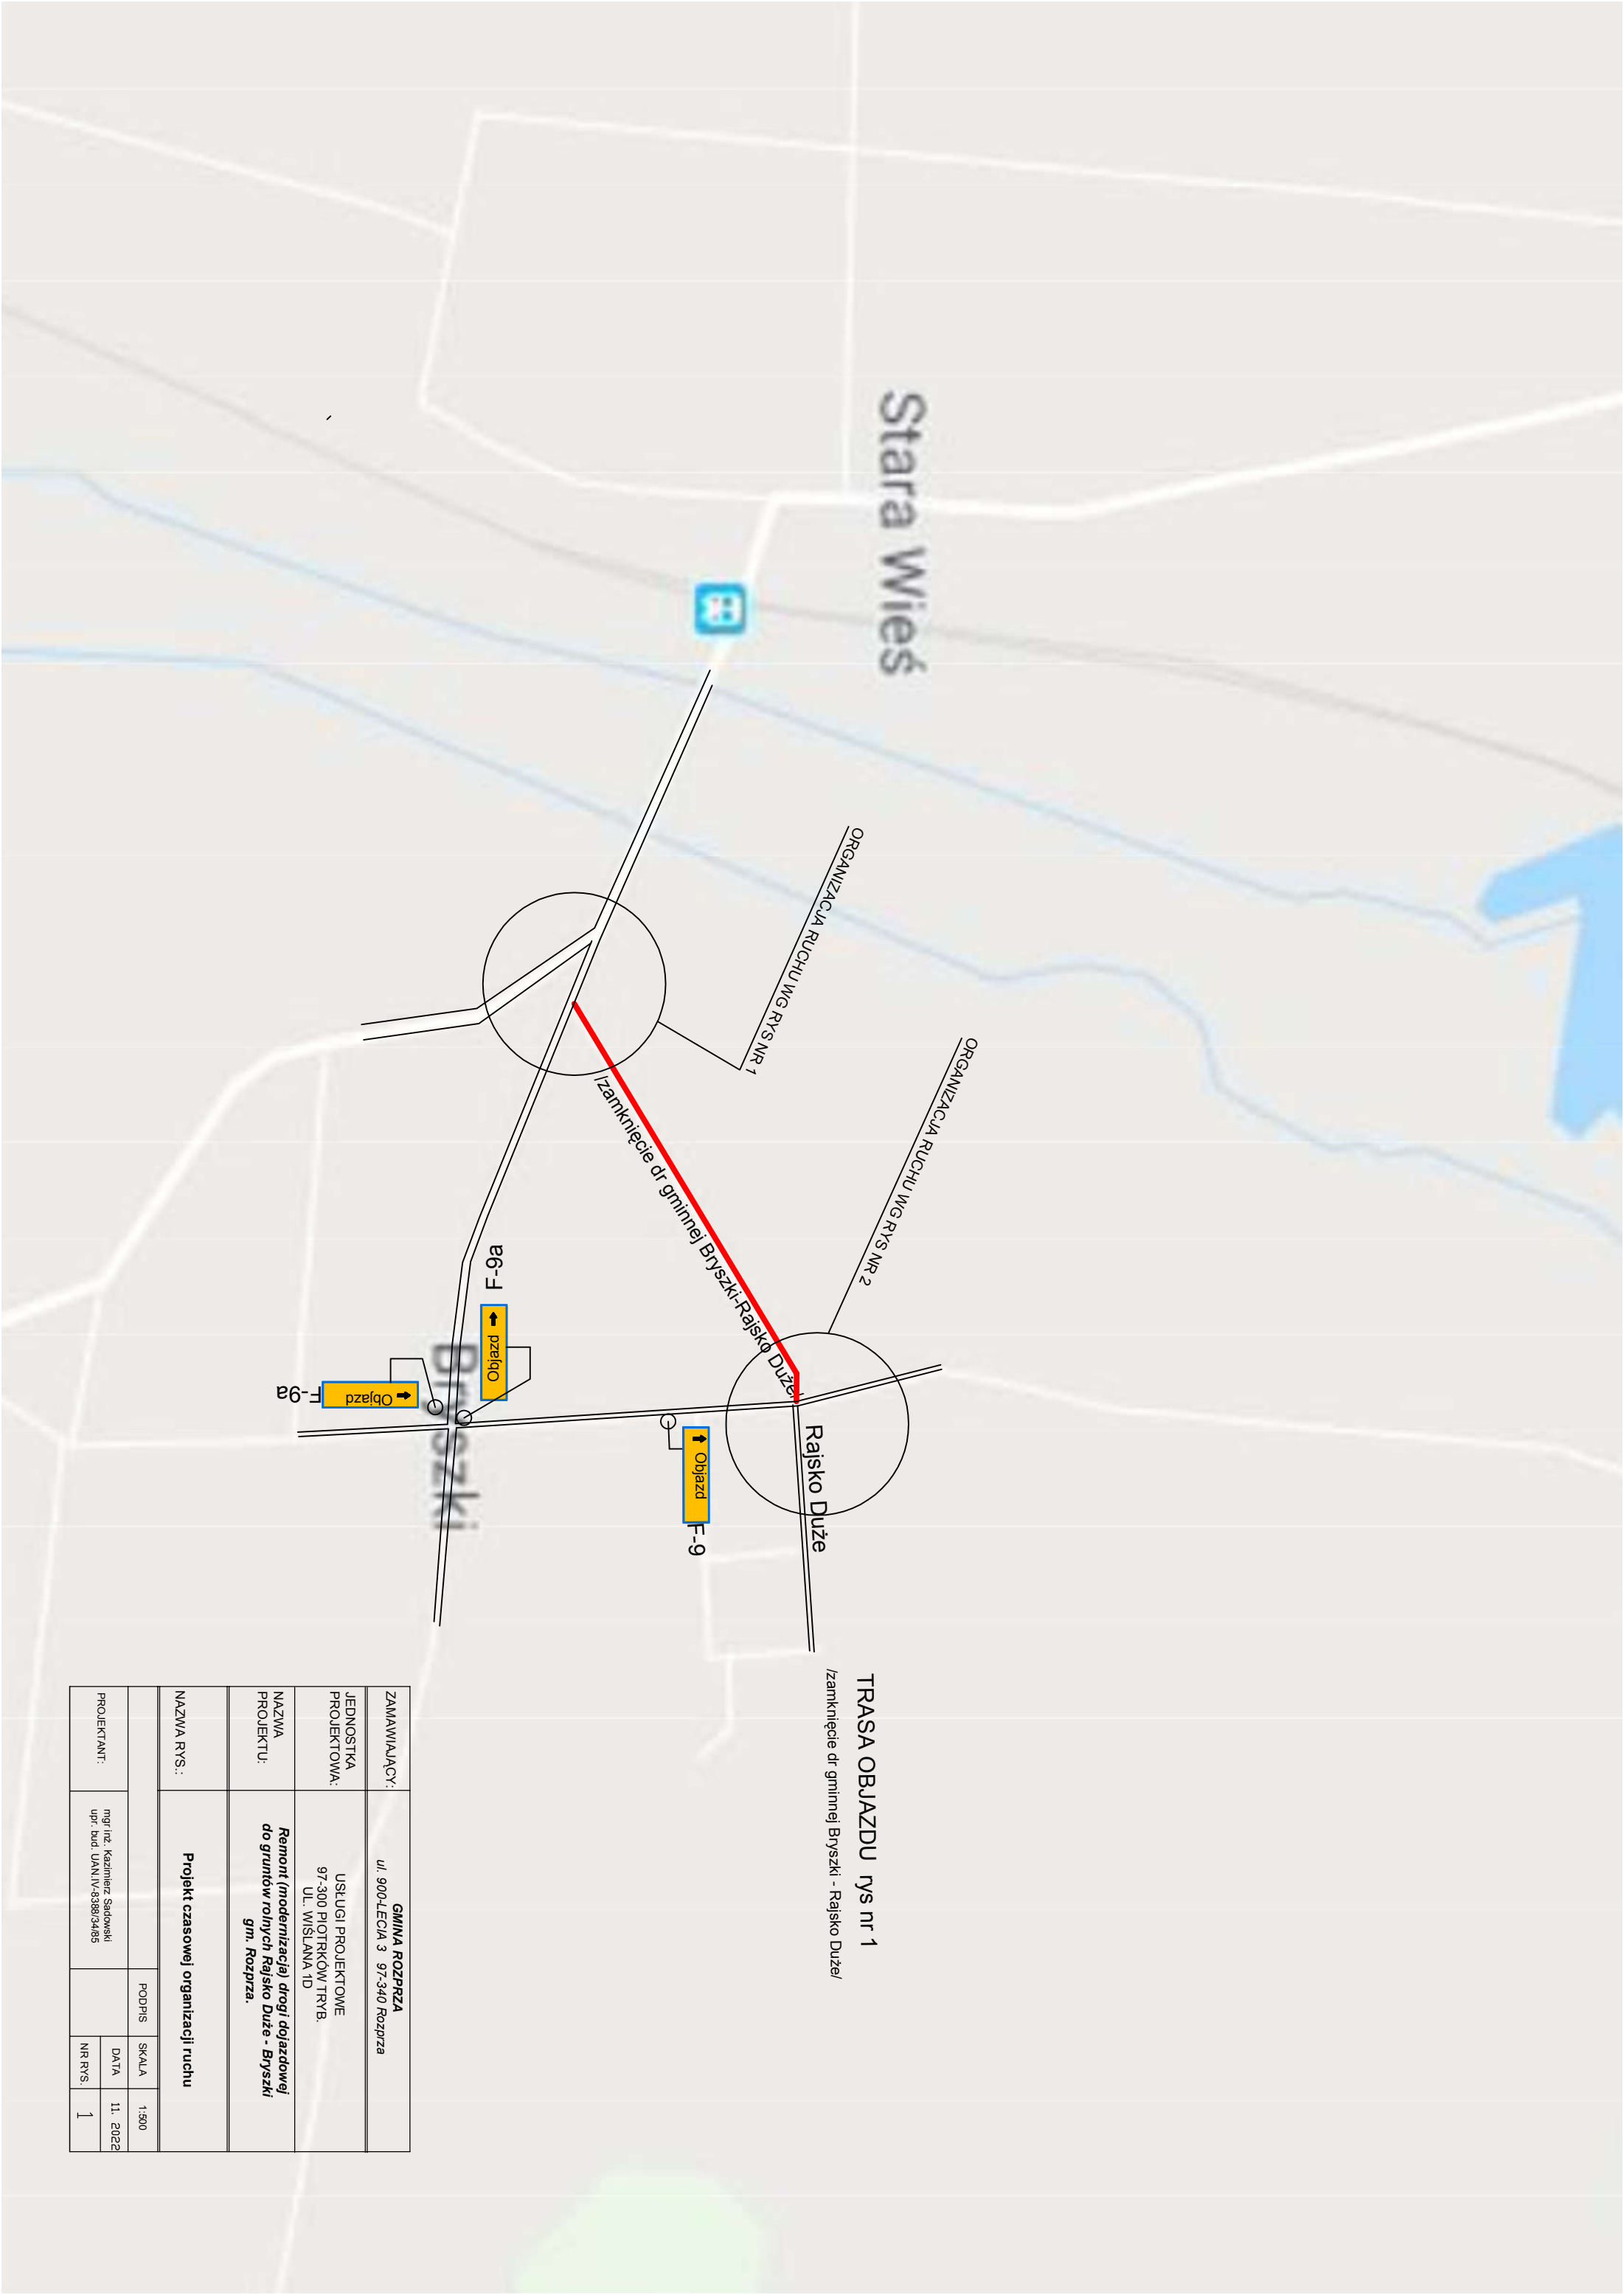 Stara Wieś
ORGANIZACJA RUCHU WG RYS NR 1
ORGANIZACJA RUCHU WG RYS NR 2
/zamknięcie dr gminnej Bryszki-Rajsko Duże/
Rajsko Duże
F-9a
Objazd
Bryszki
Objazd
F-9a
Objazd
F-9
TRASA OBJAZDU rys nr 1
/zamknięcie dr gminnej Bryszki - Rajsko Duże/
ZAMAWIAJĄCY:
GMINA ROZPRZA
ul. 900-LECIA 3 97-340 Rozprza
JEDNOSTKA
PROJEKTOWA:
USŁUGI PROJEKTOWE
97-300 PIOTRKÓW TRYB.
UL. WIŚLANA 1D
NAZWA
PROJEKTU:
Remont (modernizacja) drogi dojazdowej
do gruntów rolnych Rajsko Duże - Bryszki
gm. Rozprza.
NAZWA RYS.:
Projekt czasowej organizacji ruchu
PODPIS
SKALA
1:500
PROJEKTANT:
mgr inż. Kazimierz Sadowski
upr. bud. UAN.IV-8388/34/85
DATA
11. 2022
NR RYS.
1